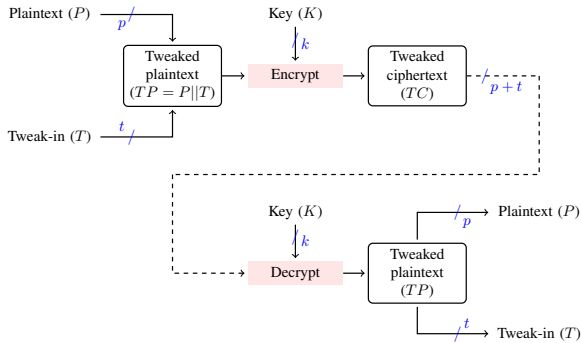 Plaintext (P)
p
Key (K)
k
Tweaked
plaintext
(TP = P||T)
Encrypt
Tweaked
ciphertext
(TC)
p + t
Tweak-in (T)
t
Key (K)
k
Plaintext (P)
p
Decrypt
Tweaked
plaintext
(TP)
t
Tweak-in (T)